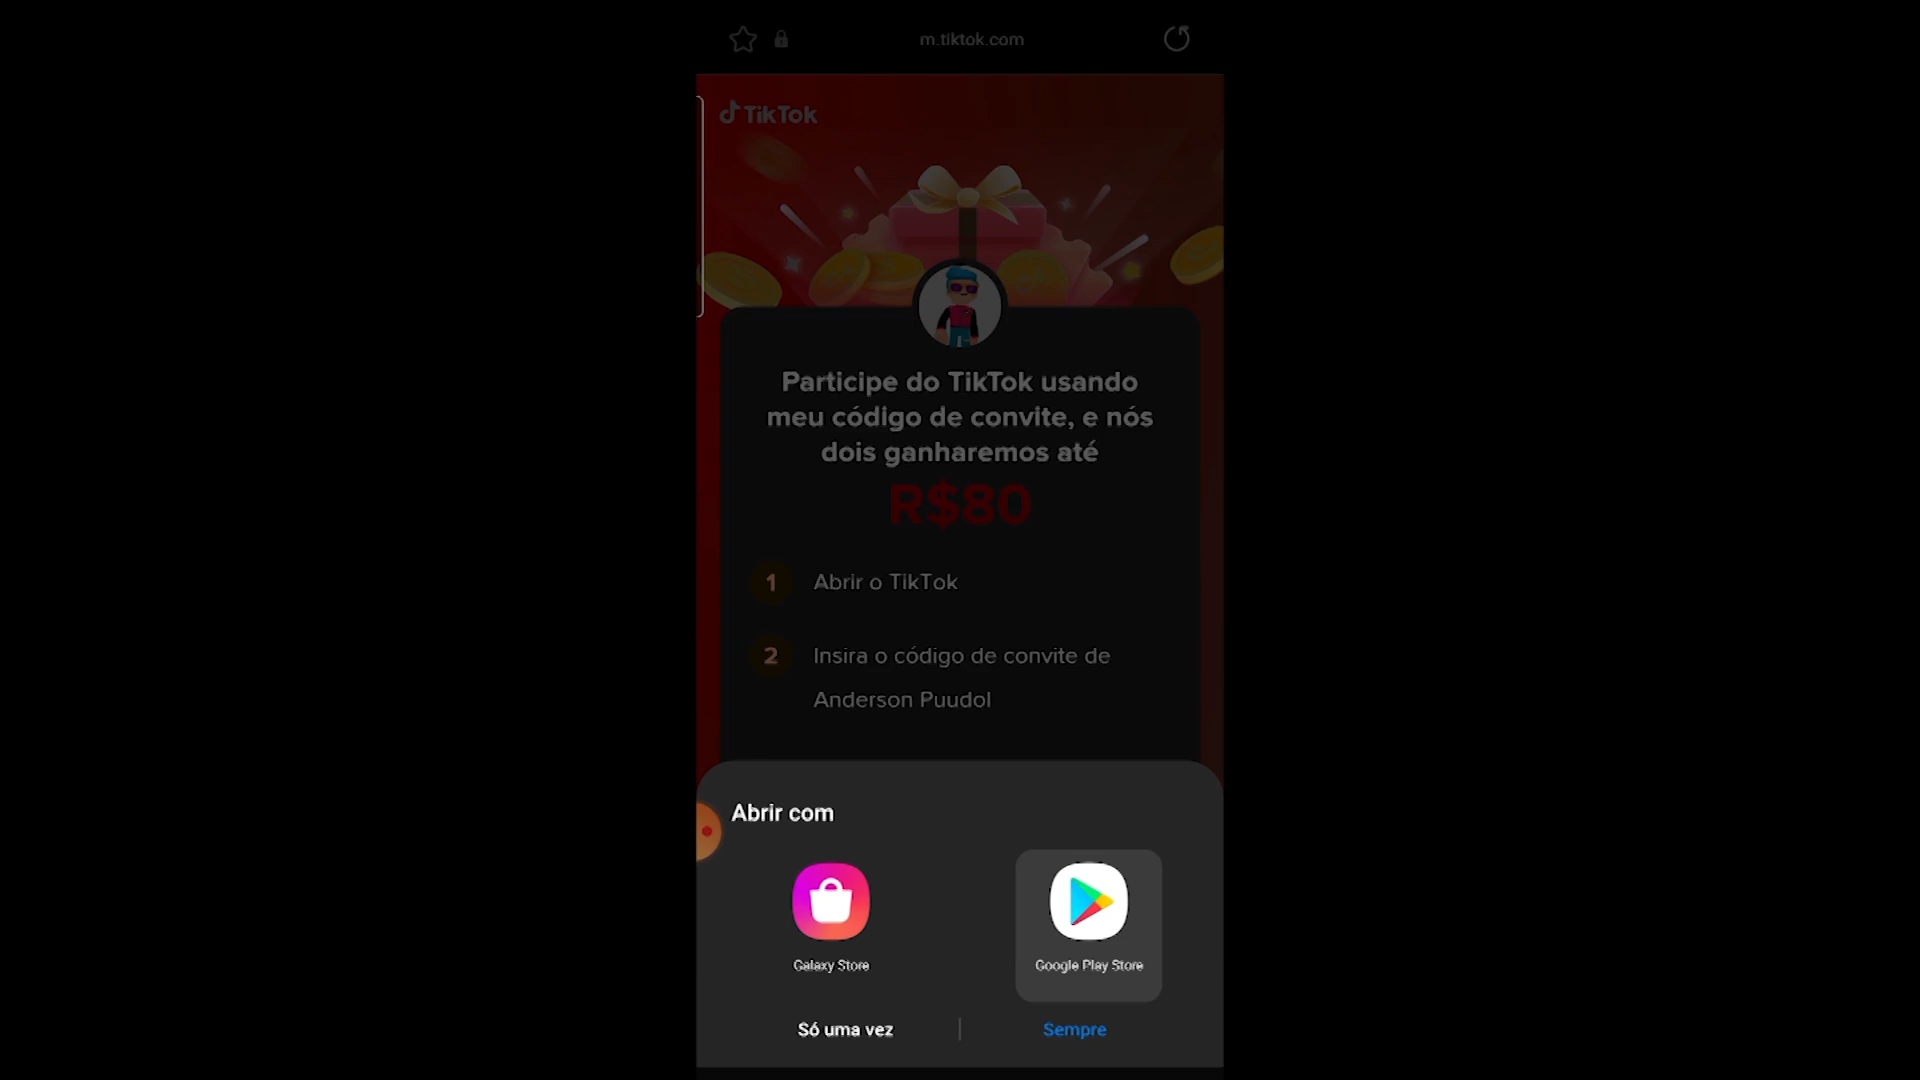 m.tiktok.com
TikTok
Participe do TikTok usando
meu código de convite, e nós
dois ganharemos até
R$80
1 Abrir o TikTok
2 Insira o código de convite de
Anderson Puudol
Abrir com
Galaxy Store Google Play Store
Só uma vez | Sempre